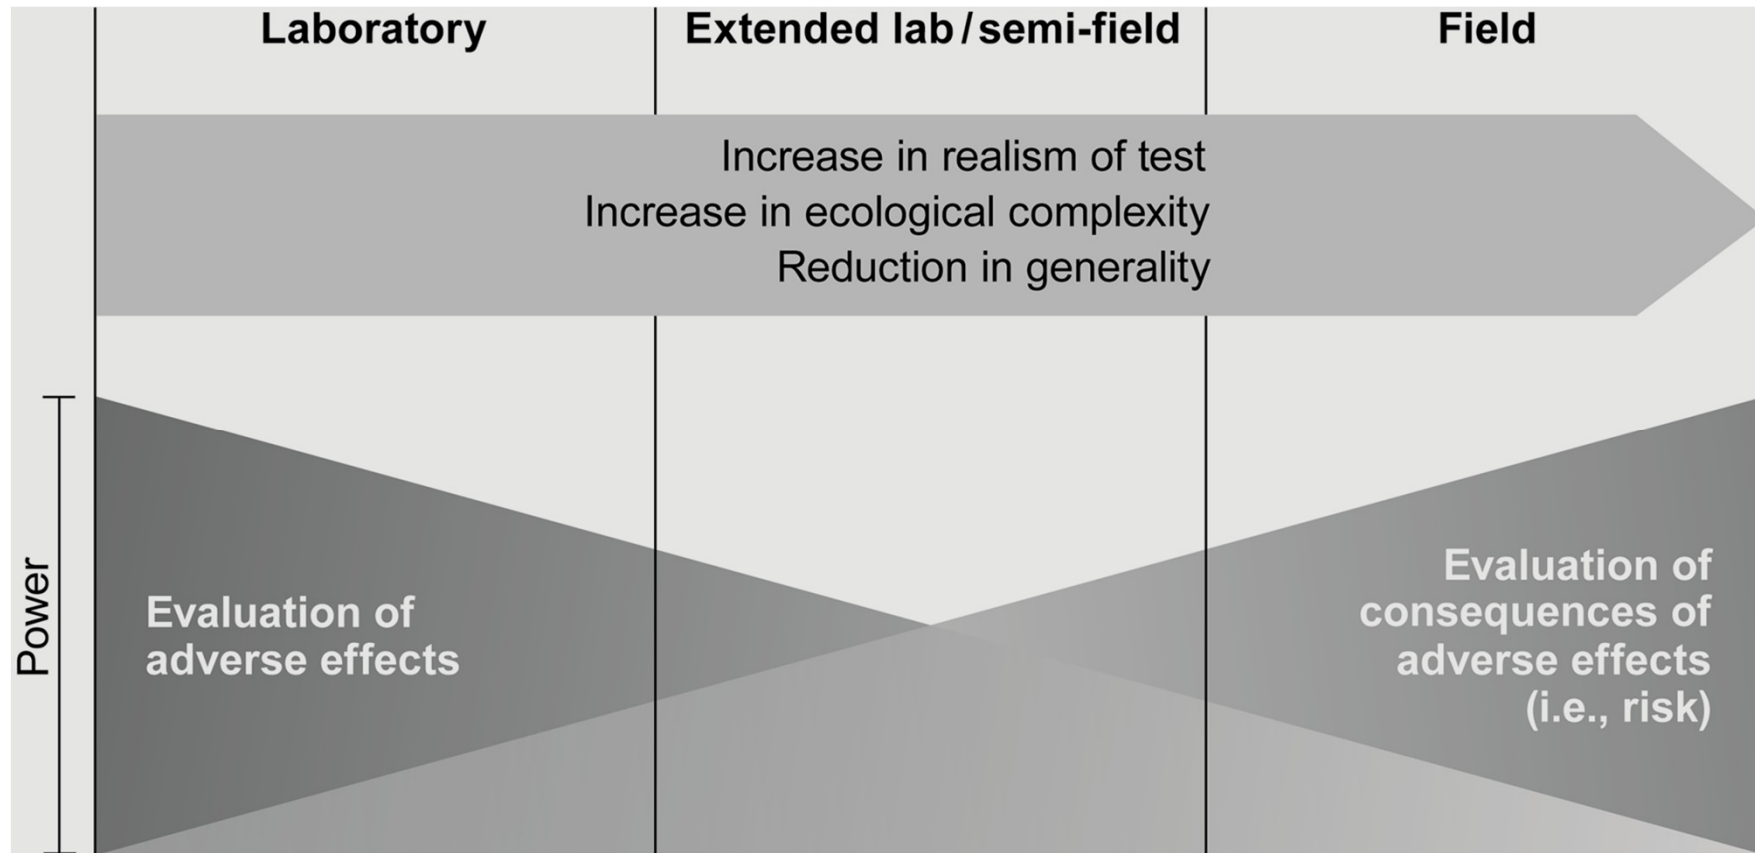 Laboratory
Extended lab/semi-field
Field
Increase in realism of test
Increase in ecological complexity
Reduction in generality
Power
Evaluation of
adverse effects
Evaluation of
consequences of
adverse effects
(i.e., risk)